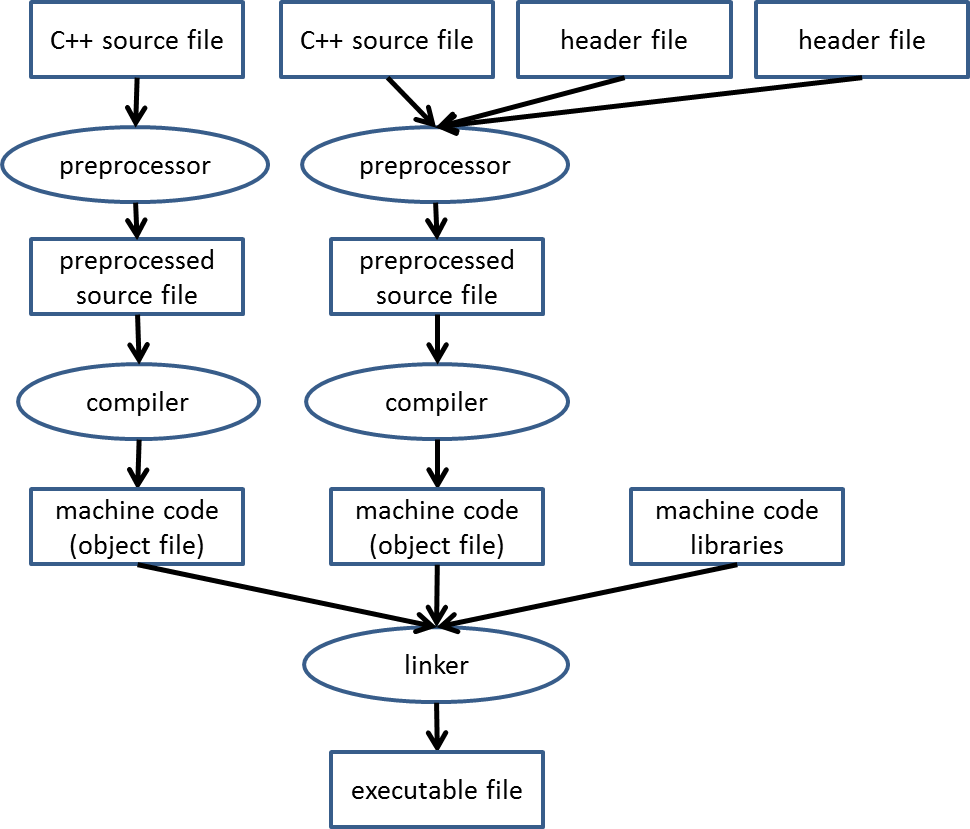 C++ source file
C++ source file
header file
header file
preprocessor
preprocessor
preprocessed
source file
preprocessed
source file
compiler
compiler
machine code
(object file)
machine code
(object file)
machine code
libraries
linker
executable file